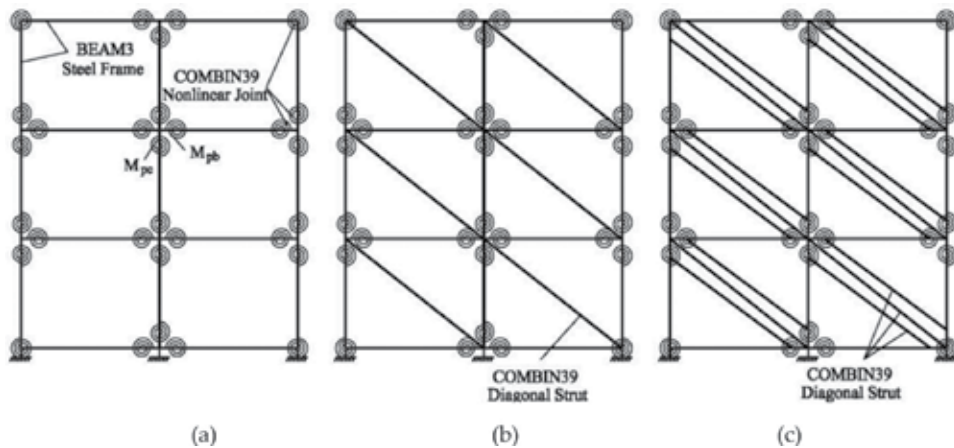 BEAM3
Steel Frame
COMBIN39
Nonlinear Joint
Mpc
Mpb
COMBIN39
Diagonal Strut
COMBIN39
Diagonal Strut
(a)
(b)
(c)